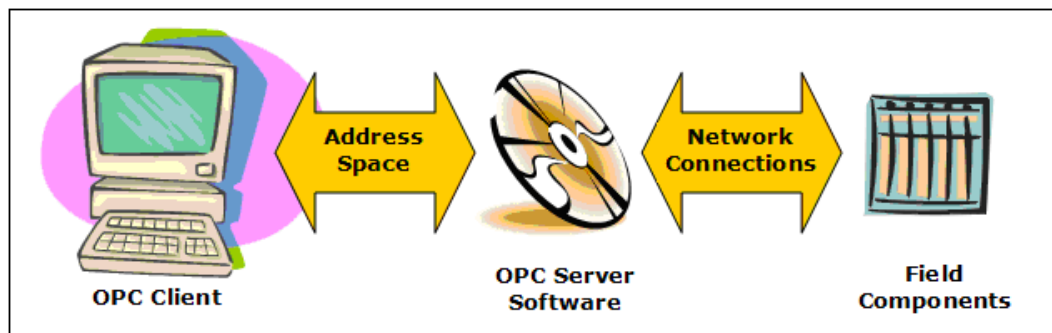 Address
Space
Network
Connections
OPC Client
OPC Server
Software
Field
Components